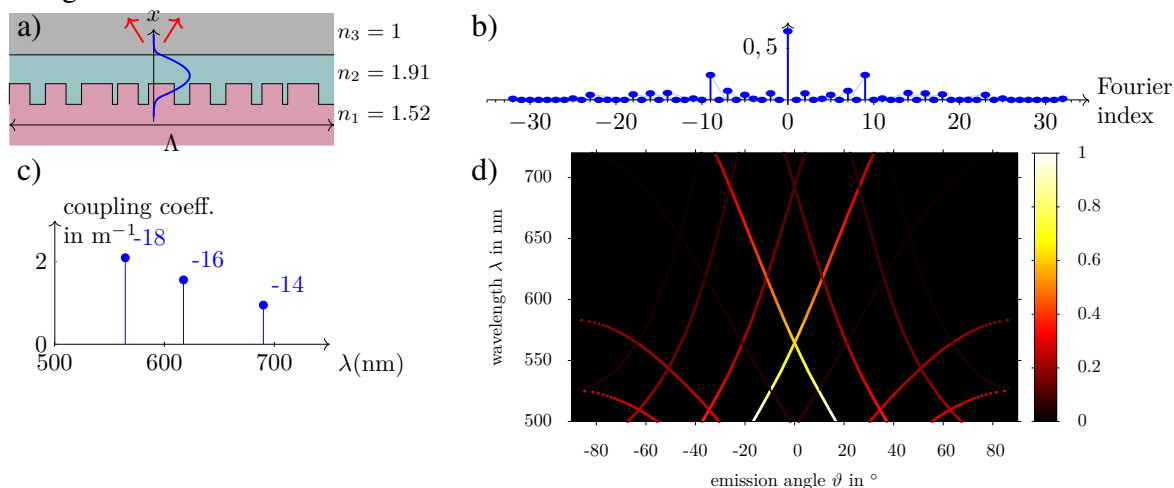 a)
x
n₃ = 1
n₂ = 1.91
n₁ = 1.52
Λ
b)
0, 5
Fourier
index
−30 −20 −10 0 10 20 30
c)
coupling coeff.
in m⁻¹
-18
-16
-14
2
0
500 600 700 λ(nm)
d)
wavelength λ in nm
700
650
600
550
500
-80 -60 -40 -20 0 20 40 60 80
emission angle ϑ in °
1
0.8
0.6
0.4
0.2
0